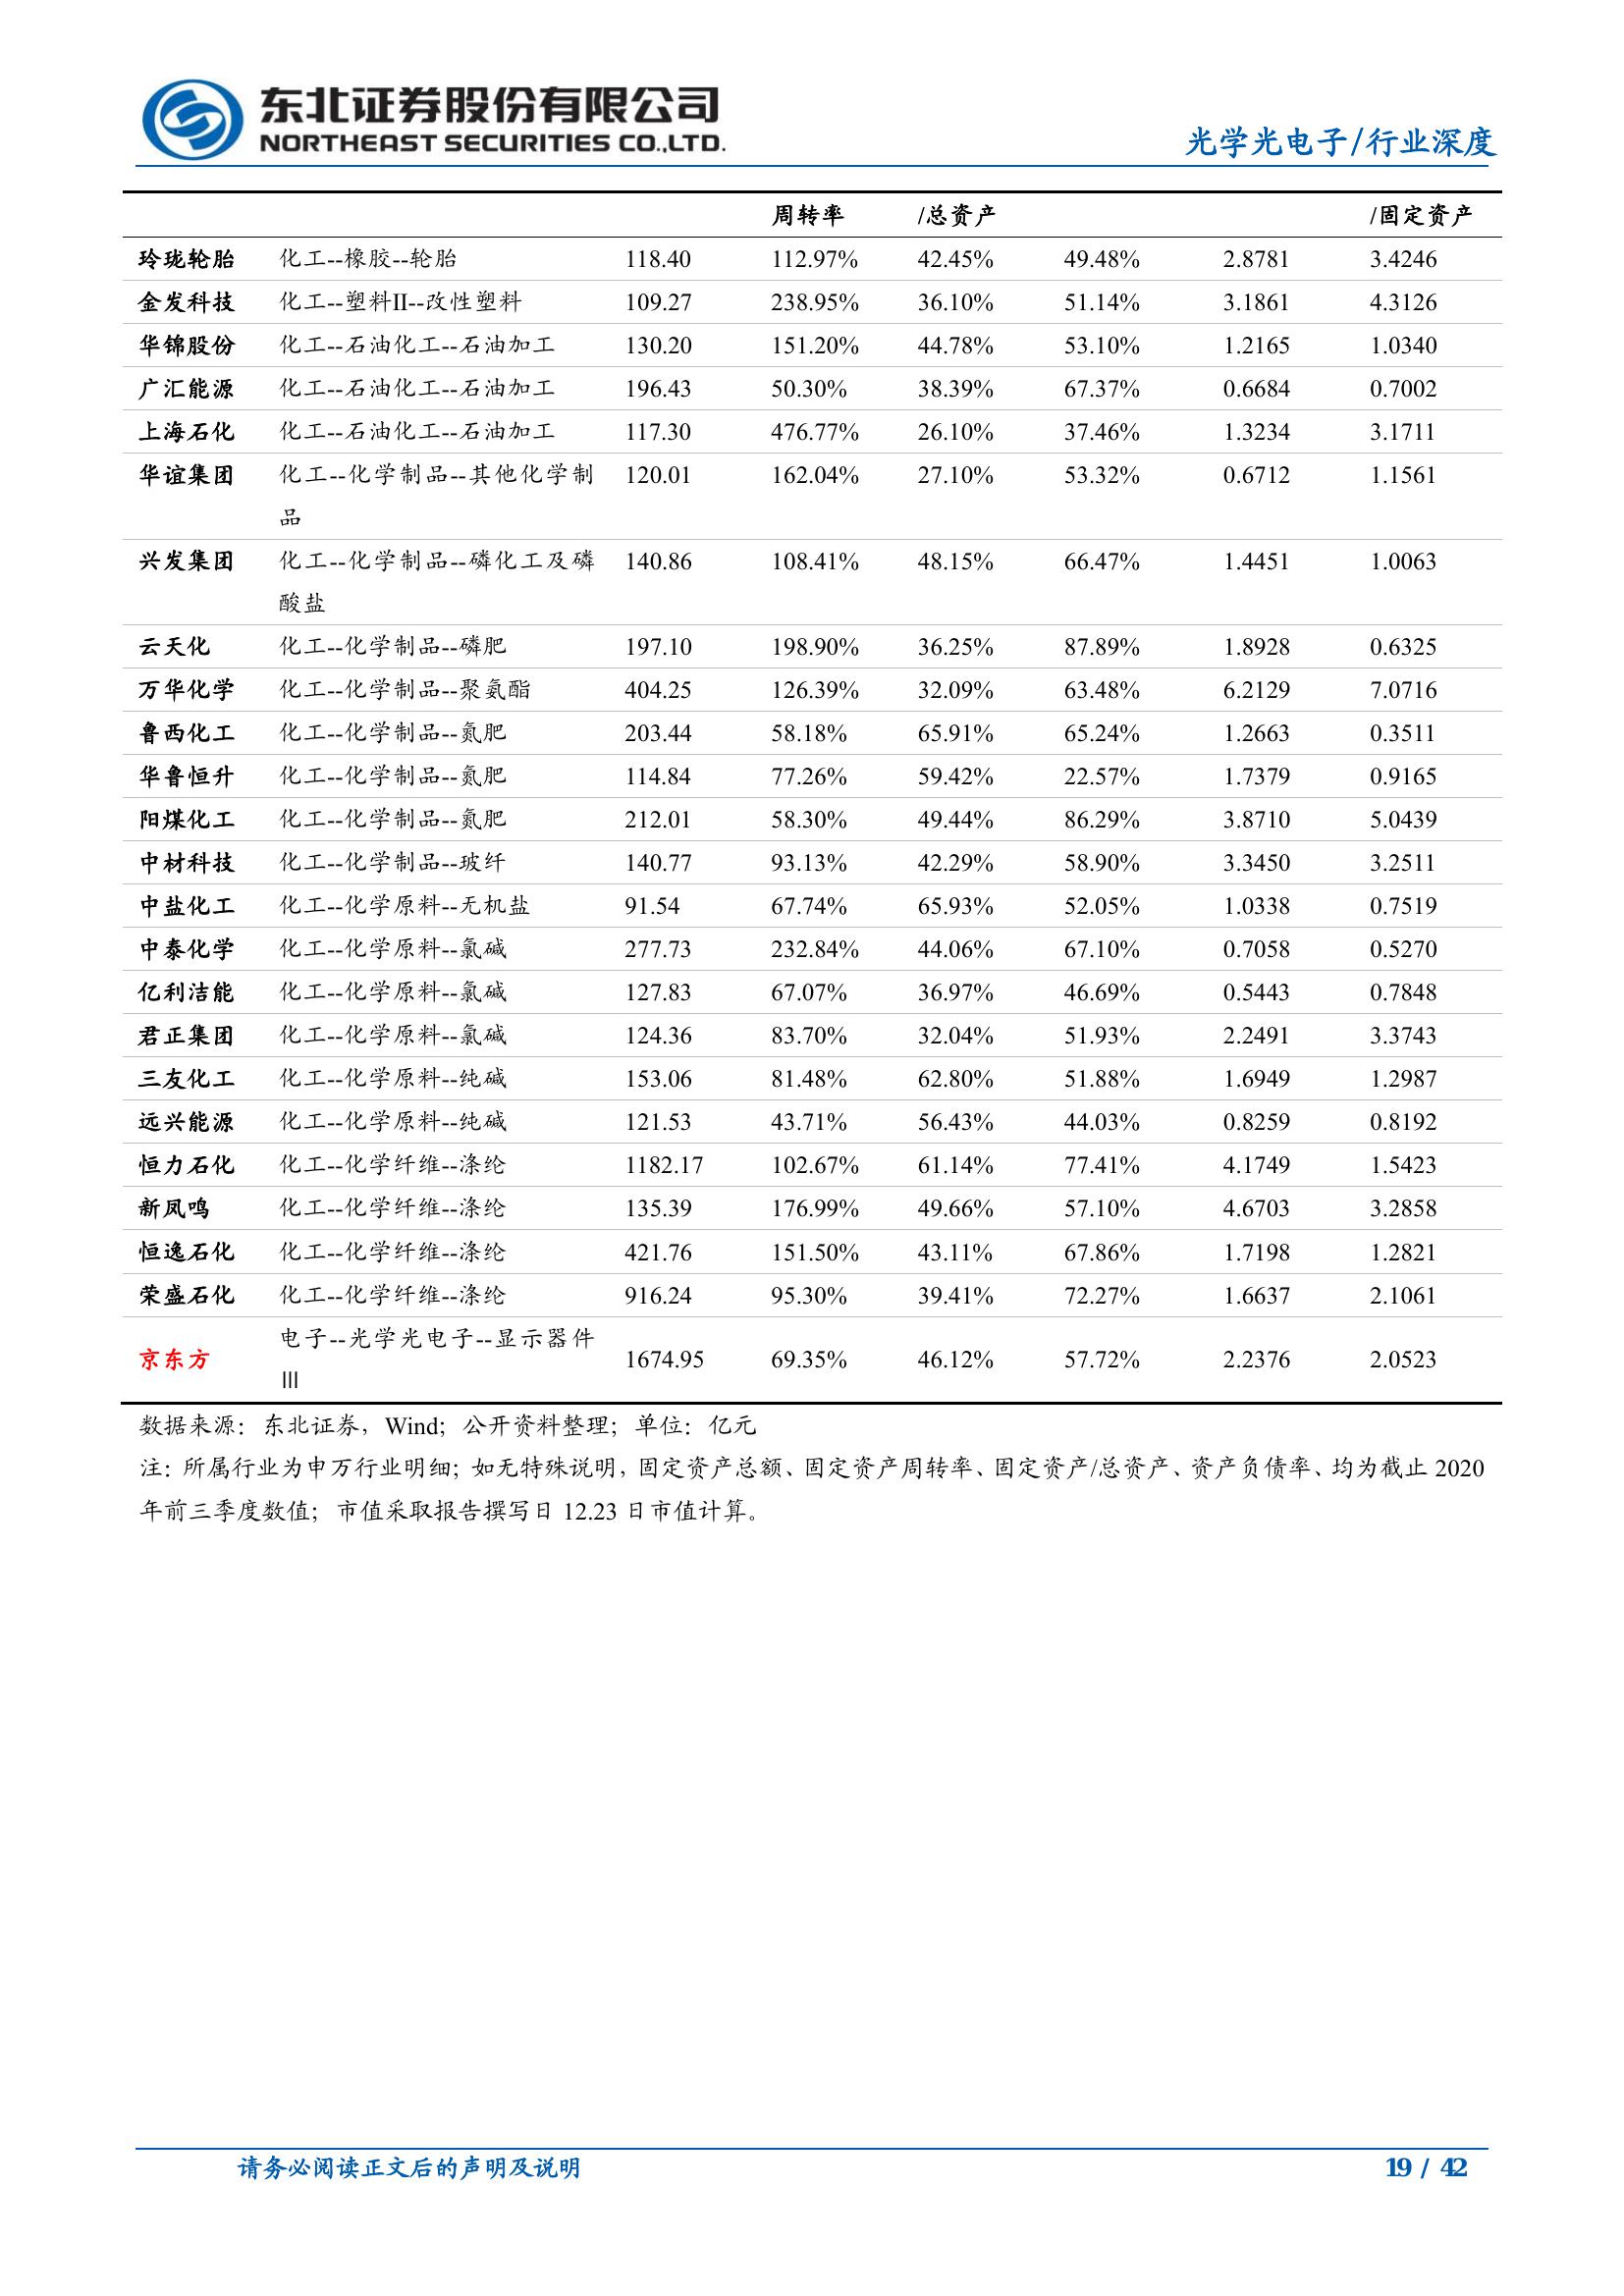 东北证券股份有限公司
NORTHEAST SECURITIES CO.,LTD.
光学光电子/行业深度
周转率 /总资产 /固定资产
玲珑轮胎 化工--橡胶--轮胎 118.40 112.97% 42.45% 49.48% 2.8781 3.4246
金发科技 化工--塑料II--改性塑料 109.27 238.95% 36.10% 51.14% 3.1861 4.3126
华锦股份 化工--石油化工--石油加工 130.20 151.20% 44.78% 53.10% 1.2165 1.0340
广汇能源 化工--石油化工--石油加工 196.43 50.30% 38.39% 67.37% 0.6684 0.7002
上海石化 化工--石油化工--石油加工 117.30 476.77% 26.10% 37.46% 1.3234 3.1711
华谊集团 化工--化学制品--其他化学制 120.01 162.04% 27.10% 53.32% 0.6712 1.1561
品
兴发集团 化工--化学制品--磷化工及磷 140.86 108.41% 48.15% 66.47% 1.4451 1.0063
酸盐
云天化 化工--化学制品--磷肥 197.10 198.90% 36.25% 87.89% 1.8928 0.6325
万华化学 化工--化学制品--聚氨酯 404.25 126.39% 32.09% 63.48% 6.2129 7.0716
鲁西化工 化工--化学制品--氮肥 203.44 58.18% 65.91% 65.24% 1.2663 0.3511
华鲁恒升 化工--化学制品--氮肥 114.84 77.26% 59.42% 22.57% 1.7379 0.9165
阳煤化工 化工--化学制品--氮肥 212.01 58.30% 49.44% 86.29% 3.8710 5.0439
中材科技 化工--化学制品--玻纤 140.77 93.13% 42.29% 58.90% 3.3450 3.2511
中盐化工 化工--化学原料--无机盐 91.54 67.74% 65.93% 52.05% 1.0338 0.7519
中泰化学 化工--化学原料--氯碱 277.73 232.84% 44.06% 67.10% 0.7058 0.5270
亿利洁能 化工--化学原料--氯碱 127.83 67.07% 36.97% 46.69% 0.5443 0.7848
君正集团 化工--化学原料--氯碱 124.36 83.70% 32.04% 51.93% 2.2491 3.3743
三友化工 化工--化学原料--纯碱 153.06 81.48% 62.80% 51.88% 1.6949 1.2987
远兴能源 化工--化学原料--纯碱 121.53 43.71% 56.43% 44.03% 0.8259 0.8192
恒力石化 化工--化学纤维--涤纶 1182.17 102.67% 61.14% 77.41% 4.1749 1.5423
新凤鸣 化工--化学纤维--涤纶 135.39 176.99% 49.66% 57.10% 4.6703 3.2858
恒逸石化 化工--化学纤维--涤纶 421.76 151.50% 43.11% 67.86% 1.7198 1.2821
荣盛石化 化工--化学纤维--涤纶 916.24 95.30% 39.41% 72.27% 1.6637 2.1061
京东方 电子--光学光电子--显示器件 1674.95 69.35% 46.12% 57.72% 2.2376 2.0523
III
数据来源：东北证券，Wind；公开资料整理；单位：亿元
注：所属行业为申万行业明细；如无特殊说明，固定资产总额、固定资产周转率、固定资产/总资产、资产负债率、均为截止 2020
年前三季度数值；市值采取报告撰写日 12.23 日市值计算。
请务必阅读正文后的声明及说明 19 / 42